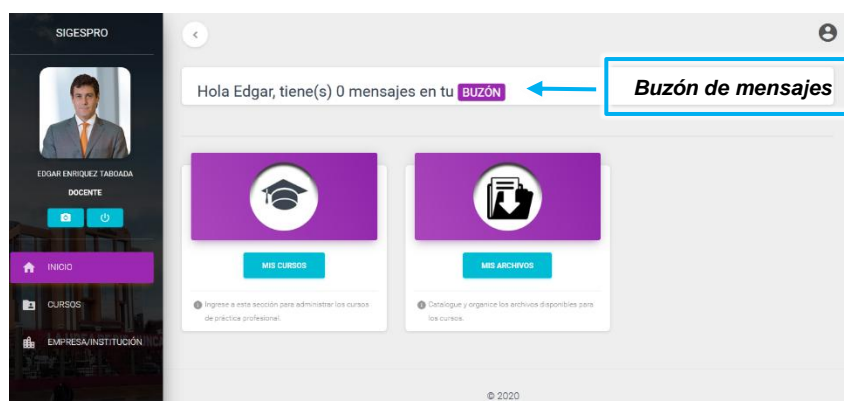 SIGESPRO
Hola Edgar, tiene(s) 0 mensajes en tu BUZÓN
Buzón de mensajes
EDGAR ENRIQUEZ TABOADA
DOCENTE
INICIO
CURSOS
EMPRESA/INSTITUCIÓN
MIS CURSOS
Ingrese a este sección para administrar los cursos
de práctica profesional.
MIS ARCHIVOS
Catalogue y organice los archivos disponibles para
los cursos.
© 2020